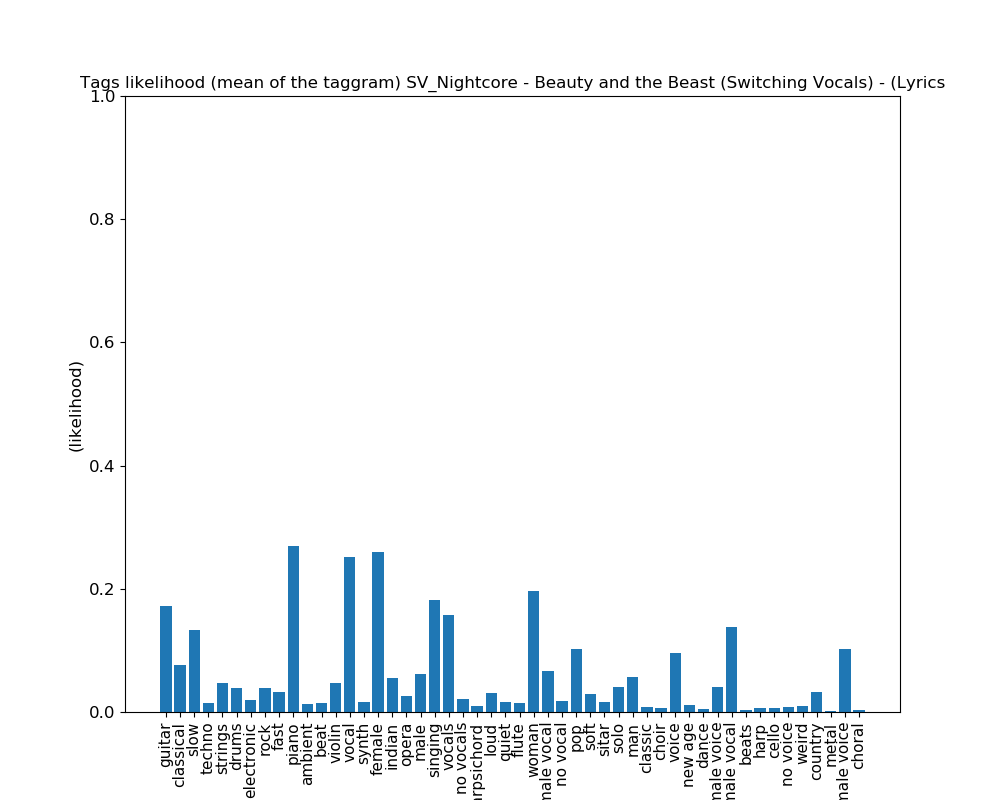 Tags likelihood (mean of the taggram) SV_Nightcore - Beauty and the Beast (Switching Vocals) - (Lyrics
1.0
0.8
0.6
0.4
0.2
0.0
(likelihood)
guitar
classical
slow
techno
strings
drums
electronic
rock
fast
piano
ambient
beat
violin
vocal
synth
female
indian
opera
male
singing
vocals
no vocals
arpsichord
loud
quiet
flute
woman
male vocal
no vocal
pop
soft
sitar
solo
man
classic
choir
voice
new age
dance
male voice
male vocal
beats
harp
cello
no voice
weird
country
metal
male voice
choral